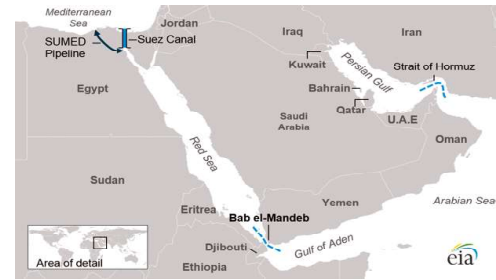 Mediterranean
Sea
Jordan
Iraq
Iran
SUMED
Pipeline
Suez Canal
Kuwait
Persian Gulf
Strait of Hormuz
Egypt
Bahrain
Qatar
Saudi
Arabia
U.A.E
Oman
Red Sea
Sudan
Eritrea
Yemen
Arabian Sea
Bab el-Mandeb
Gulf of Aden
Djibouti
Area of detail
Ethiopia
eia